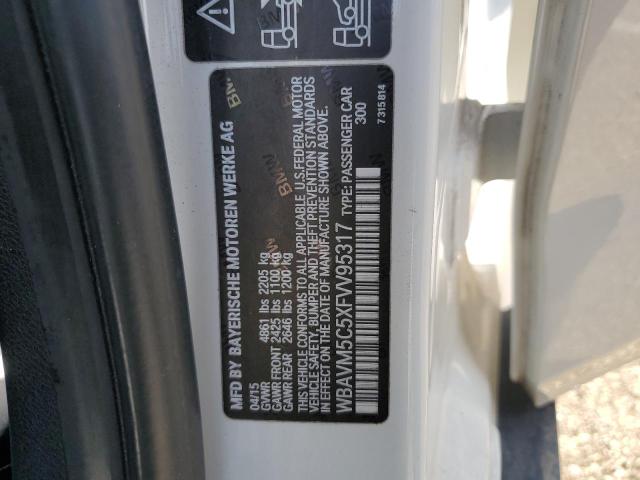 MFD BY BAYERISCHE MOTOREN WERKE AG
04/15
GVWR 4861 lbs 2205 kg
GAWR FRONT 2425 lbs 1100 kg
GAWR REAR 2646 lbs 1200 kg
THIS VEHICLE CONFORMS TO ALL APPLICABLE U.S.FEDERAL MOTOR
VEHICLE SAFETY, BUMPER AND THEFT PREVENTION STANDARDS
IN EFFECT ON THE DATE OF MANUFACTURE SHOWN ABOVE.
WBAVM5C5XFVV95317 TYPE: PASSENGER CAR
300
7 315 814